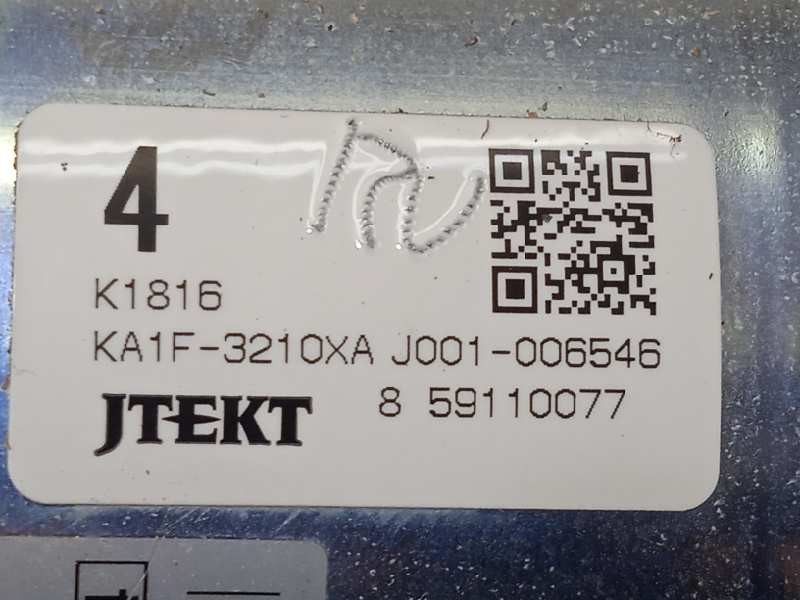 4
K1816
KA1F-3210XA J001-006546
JTEKT 8 59110077